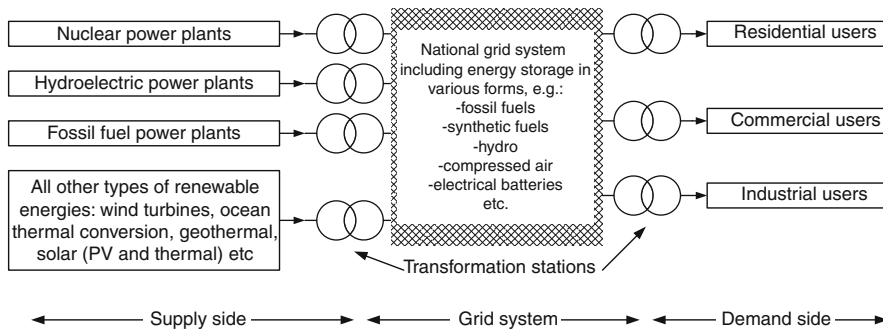 Nuclear power plants
Hydroelectric power plants
Fossil fuel power plants
All other types of renewable
energies: wind turbines, ocean
thermal conversion, geothermal,
solar (PV and thermal) etc
National grid system
including energy storage in
various forms, e.g.:
-fossil fuels
-synthetic fuels
-hydro
-compressed air
-electrical batteries
etc.
Residential users
Commercial users
Industrial users
Transformation stations
Supply side
Grid system
Demand side